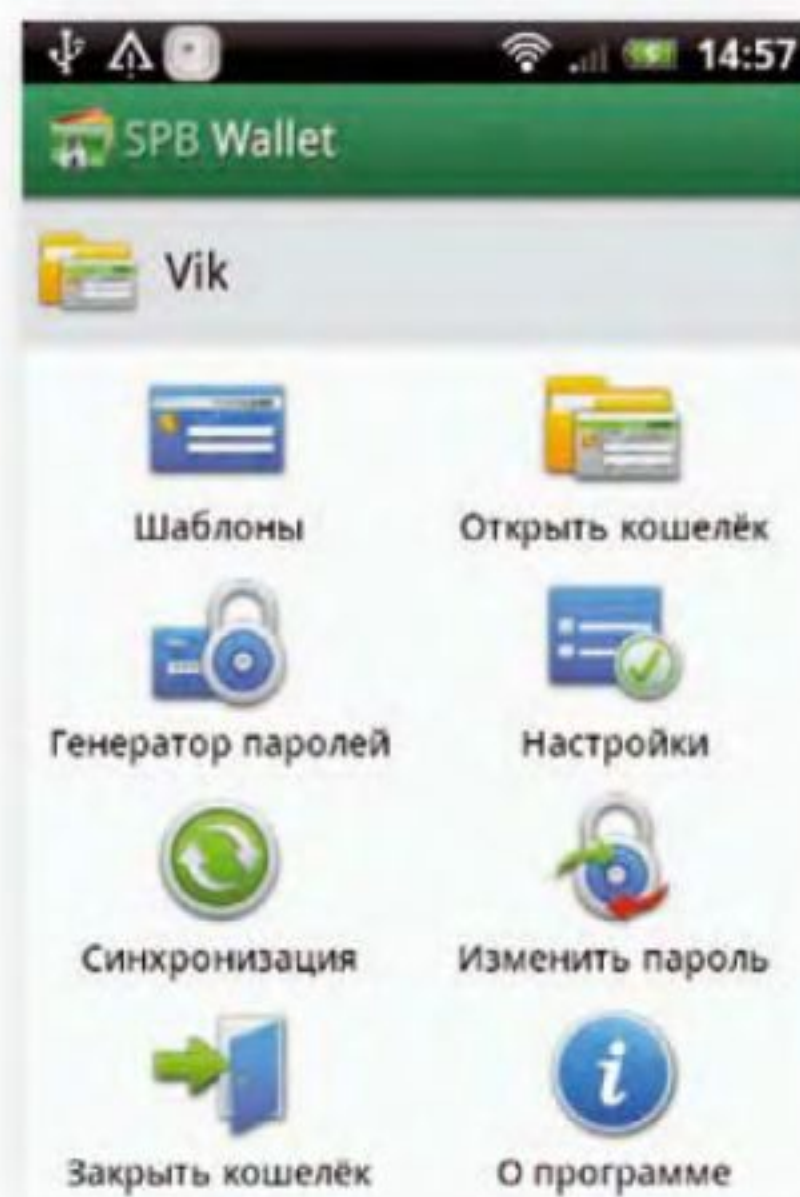 14:57
SPB Wallet
Vik
Шаблоны Открыть кошелёк
Генератор паролей Настройки
Синхронизация Изменить пароль
Закрыть кошелёк О программе